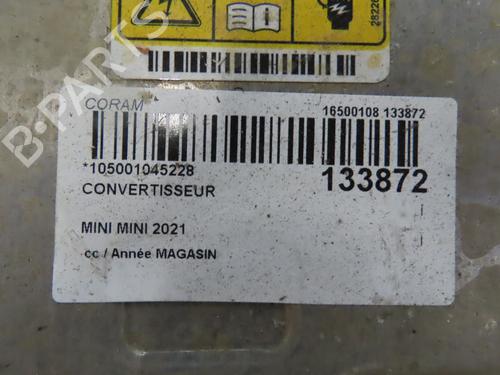 CORAM
16500108 133872
*105001045228
133872
CONVERTISSEUR
MINI MINI 2021
cc / Année MAGASIN
B-PARTS